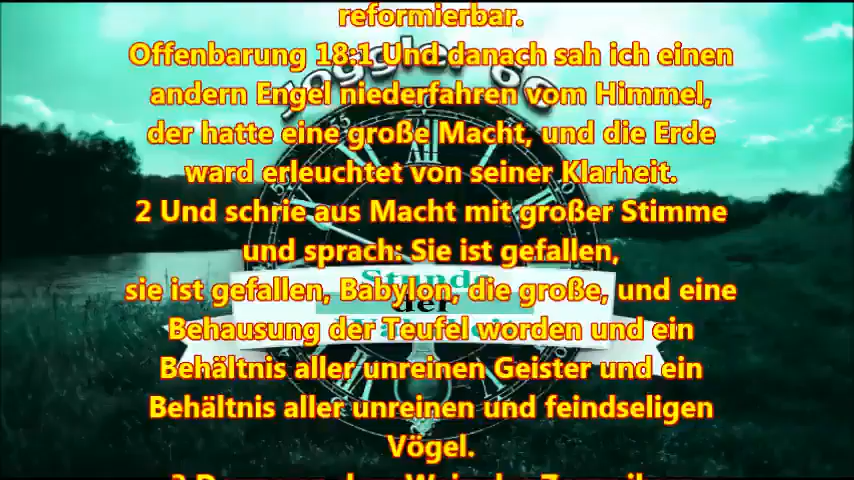 reformierbar.
Offenbarung 18:1 Und danach sah ich einen
andern Engel niederfahren vom Himmel,
der hatte eine große Macht, und die Erde
ward erleuchtet von seiner Klarheit.
2 Und schrie aus Macht mit großer Stimme
und sprach: Sie ist gefallen,
sie ist gefallen, Babylon, die große, und eine
Behausung der Teufel worden und ein
Behältnis aller unreinen Geister und ein
Behältnis aller unreinen und feindseligen
Vögel.
Stunde
der